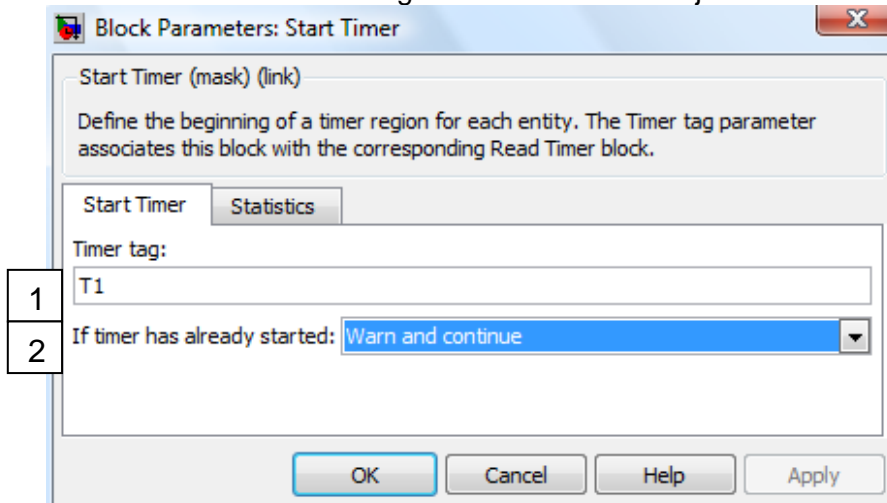 Block Parameters: Start Timer
Start Timer (mask) (link)
Define the beginning of a timer region for each entity. The Timer tag parameter
associates this block with the corresponding Read Timer block.
Start Timer Statistics
Timer tag:
1 T1
2 If timer has already started: Warn and continue
OK Cancel Help Apply